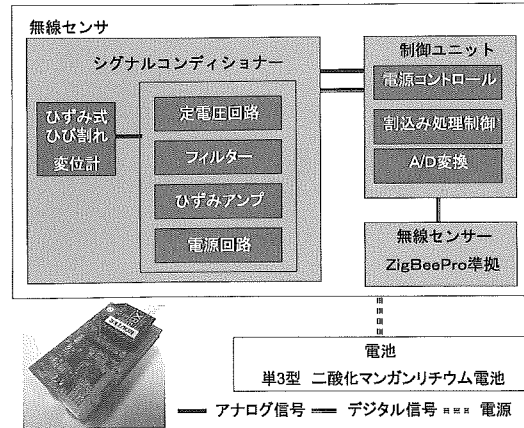 無線センサ
シグナルコンディショナー
ひずみ式
ひび割れ
変位計
定電圧回路
フィルター
ひずみアンプ
電源回路
制御ユニット
電源コントロール
割込み処理制御
A/D変換
無線センサー
ZigBeePro準拠
電池
単3型 二酸化マンガンリチウム電池
アナログ信号 デジタル信号 電源